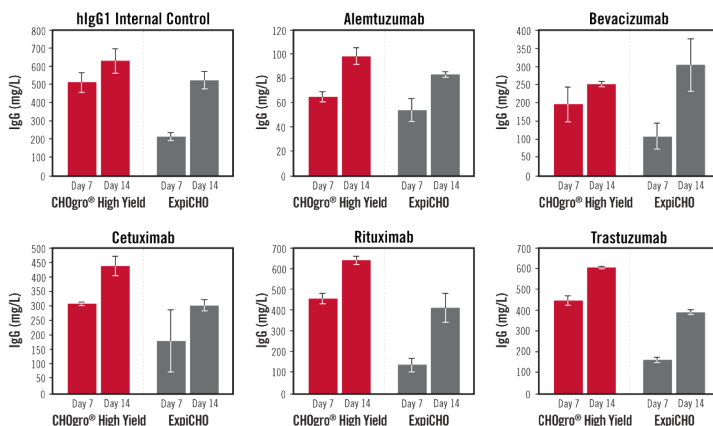 hIgG1 Internal Control
IgG (mg/L)
800
700
600
500
400
300
200
100
0
Day 7 Day 14 Day 7 Day 14
CHOgro® High Yield ExpiCHO
Alemtuzumab
IgG (mg/L)
120
100
80
60
40
20
0
Day 7 Day 14 Day 7 Day 14
CHOgro® High Yield ExpiCHO
Bevacizumab
IgG (mg/L)
400
350
300
250
200
150
100
50
0
Day 7 Day 14 Day 7 Day 14
CHOgro® High Yield ExpiCHO
Cetuximab
IgG (mg/L)
500
450
400
350
300
250
300
150
100
50
0
Day 7 Day 14 Day 7 Day 14
CHOgro® High Yield ExpiCHO
Rituximab
IgG (mg/L)
700
600
500
400
300
200
100
0
Day 7 Day 14 Day 7 Day 14
CHOgro® High Yield ExpiCHO
Trastuzumab
IgG (mg/L)
700
600
500
400
300
200
100
0
Day 7 Day 14 Day 7 Day 14
CHOgro® High Yield ExpiCHO